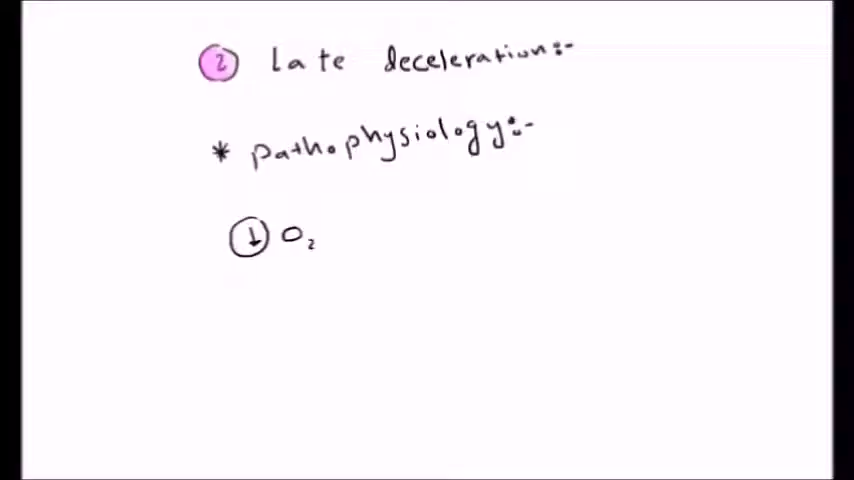 2 Late deceleration:-
* pathophysiology:-
↓ O₂